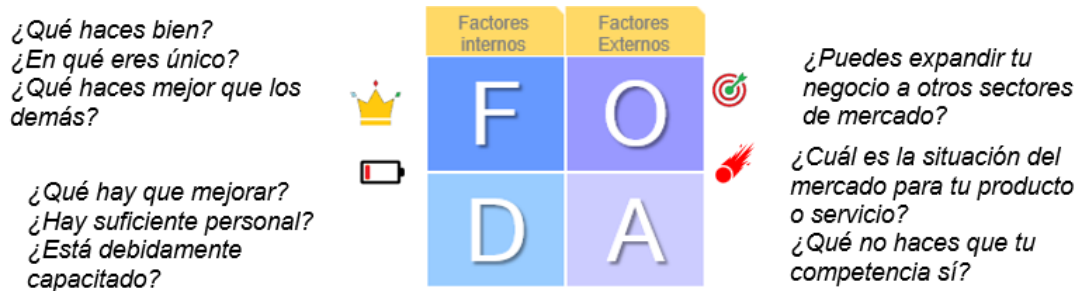 ¿Qué haces bien?
¿En qué eres único?
¿Qué haces mejor que los
demás?
¿Qué hay que mejorar?
¿Hay suficiente personal?
¿Está debidamente
capacitado?
Factores
internos
Factores
Externos
F
O
D
A
¿Puedes expandir tu
negocio a otros sectores
de mercado?
¿Cuál es la situación del
mercado para tu producto
o servicio?
¿Qué no haces que tu
competencia sí?